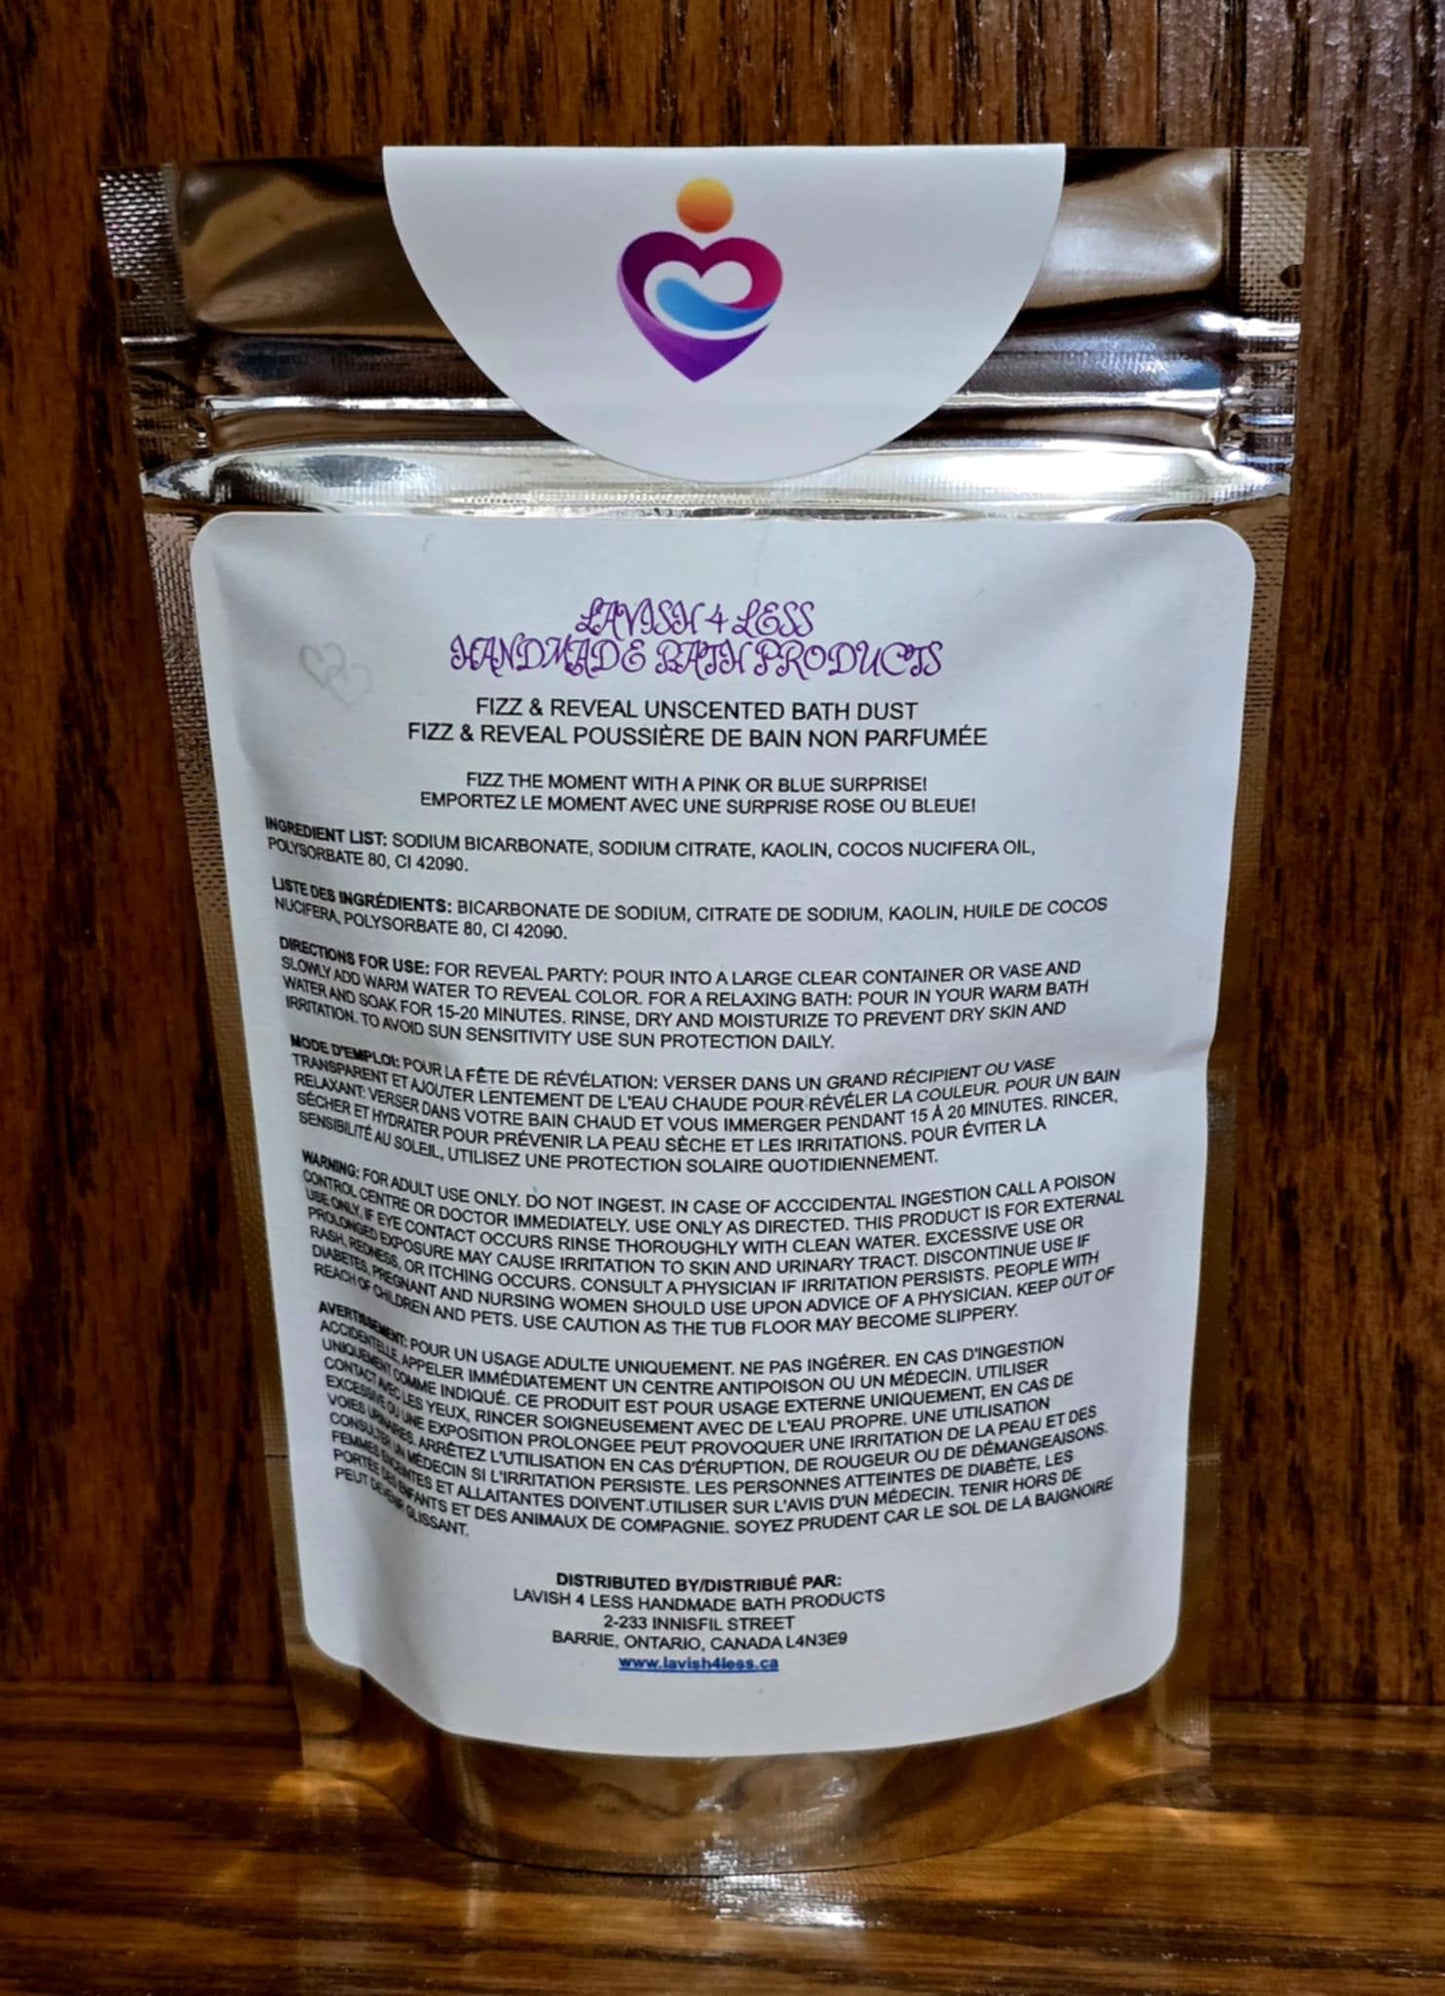 LAVISH 4 LESS
HANDMADE BATH PRODUCTS
FIZZ & REVEAL UNSCENTED BATH DUST
FIZZ & REVEAL POUSSIÈRE DE BAIN NON PARFUMÉE
FIZZ THE MOMENT WITH A PINK OR BLUE SURPRISE!
EMPORTEZ LE MOMENT AVEC UNE SURPRISE ROSE OU BLEUE!
INGREDIENT LIST: SODIUM BICARBONATE, SODIUM CITRATE, KAOLIN, COCOS NUCIFERA OIL,
POLYSORBATE 80, CI 42090.
LISTE DES INGRÉDIENTS: BICARBONATE DE SODIUM, CITRATE DE SODIUM, KAOLIN, HUILE DE COCOS
NUCIFERA, POLYSORBATE 80, CI 42090.
DIRECTIONS FOR USE: FOR REVEAL PARTY: POUR INTO A LARGE CLEAR CONTAINER OR VASE AND
SLOWLY ADD WARM WATER TO REVEAL COLOR. FOR A RELAXING BATH: POUR IN YOUR WARM BATH
WATER AND SOAK FOR 15-20 MINUTES. RINSE, DRY AND MOISTURIZE TO PREVENT DRY SKIN AND
IRRITATION. TO AVOID SUN SENSITIVITY USE SUN PROTECTION DAILY.
MODE D'EMPLOI: POUR LA FÊTE DE RÉVÉLATION: VERSER DANS UN GRAND RÉCIPIENT OU VASE
TRANSPARENT ET AJOUTER LENTEMENT DE L'EAU CHAUDE POUR RÉVÉLER LA COULEUR. POUR UN BAIN
RELAXANT: VERSER DANS VOTRE BAIN CHAUD ET VOUS IMMERGER PENDANT 15 À 20 MINUTES. RINCER,
SÉCHER ET HYDRATER POUR PRÉVENIR LA PEAU SÈCHE ET LES IRRITATIONS. POUR ÉVITER LA
SENSIBILITÉ AU SOLEIL, UTILISEZ UNE PROTECTION SOLAIRE QUOTIDIENNEMENT.
WARNING: FOR ADULT USE ONLY. DO NOT INGEST. IN CASE OF ACCCIDENTAL INGESTION CALL A POISON
CONTROL CENTRE OR DOCTOR IMMEDIATELY. USE ONLY AS DIRECTED. THIS PRODUCT IS FOR EXTERNAL
USE ONLY. IF EYE CONTACT OCCURS RINSE THOROUGHLY WITH CLEAN WATER. EXCESSIVE USE OR
PROLONGED EXPOSURE MAY CAUSE IRRITATION TO SKIN AND URINARY TRACT. DISCONTINUE USE IF
RASH, REDNESS, OR ITCHING OCCURS. CONSULT A PHYSICIAN IF IRRITATION PERSISTS. PEOPLE WITH
DIABETES, PREGNANT AND NURSING WOMEN SHOULD USE UPON ADVICE OF A PHYSICIAN. KEEP OUT OF
REACH OF CHILDREN AND PETS. USE CAUTION AS THE TUB FLOOR MAY BECOME SLIPPERY.
AVERTISSEMENT: POUR UN USAGE ADULTE UNIQUEMENT. NE PAS INGÉRER. EN CAS D'INGESTION
ACCIDENTELLE, APPELER IMMÉDIATEMENT UN CENTRE ANTIPOISON OU UN MÉDECIN. UTILISER
UNIQUEMENT COMME INDIQUÉ. CE PRODUIT EST POUR USAGE EXTERNE UNIQUEMENT, EN CAS DE
CONTACT AVEC LES YEUX, RINCER SOIGNEUSEMENT AVEC DE L'EAU PROPRE. UNE UTILISATION
EXCESSIVE OU UNE EXPOSITION PROLONGEE PEUT PROVOQUER UNE IRRITATION DE LA PEAU ET DES
VOIES URINAIRES. ARRÊTEZ L'UTILISATION EN CAS D'ÉRUPTION, DE ROUGEUR OU DE DÉMANGEAISONS.
CONSULTER UN MÉDECIN SI L'IRRITATION PERSISTE. LES PERSONNES ATTEINTES DE DIABÈTE, LES
FEMMES ENCEINTES ET ALLAITANTES DOIVENT.UTILISER SUR L'AVIS D'UN MÉDECIN. TENIR HORS DE
PORTÉE DES ENFANTS ET DES ANIMAUX DE COMPAGNIE. SOYEZ PRUDENT CAR LE SOL DE LA BAIGNOIRE
PEUT DEVENIR GLISSANT.
DISTRIBUTED BY/DISTRIBUÉ PAR:
LAVISH 4 LESS HANDMADE BATH PRODUCTS
2-233 INNISFIL STREET
BARRIE, ONTARIO, CANADA L4N3E9
www.lavish4less.ca